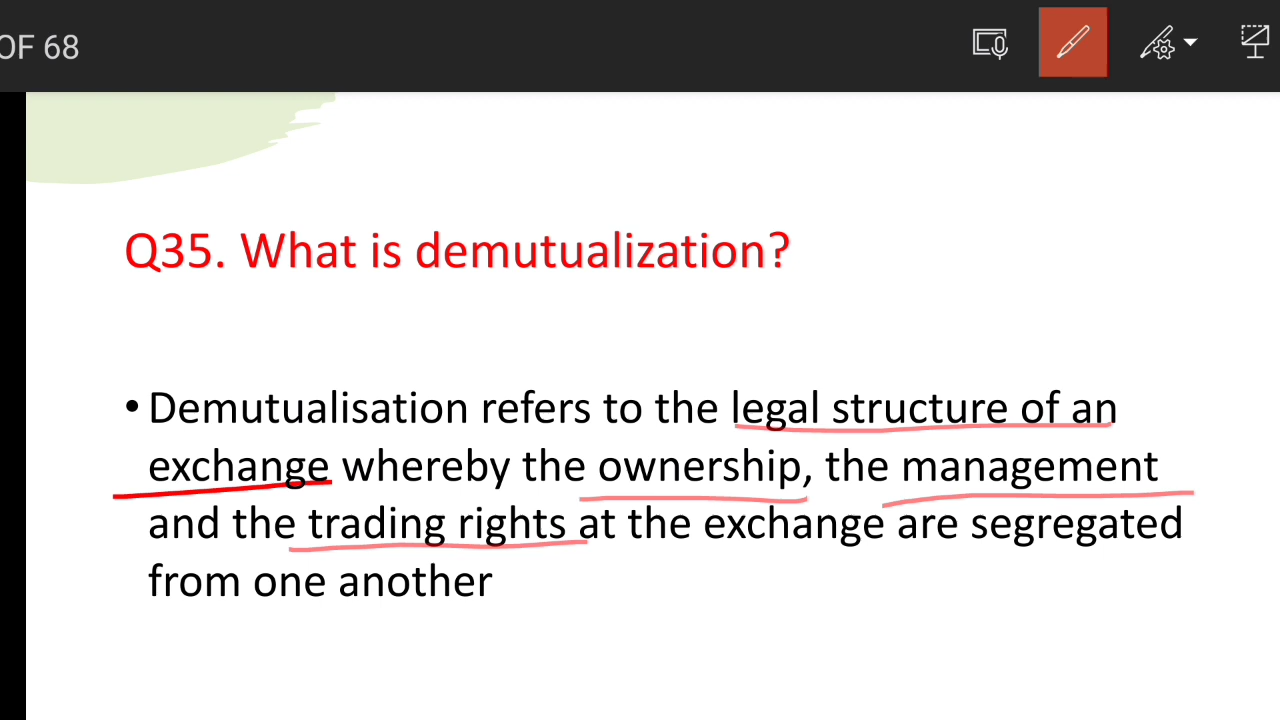 OF 68
Q35. What is demutualization?
• Demutualisation refers to the legal structure of an
exchange whereby the ownership, the management
and the trading rights at the exchange are segregated
from one another